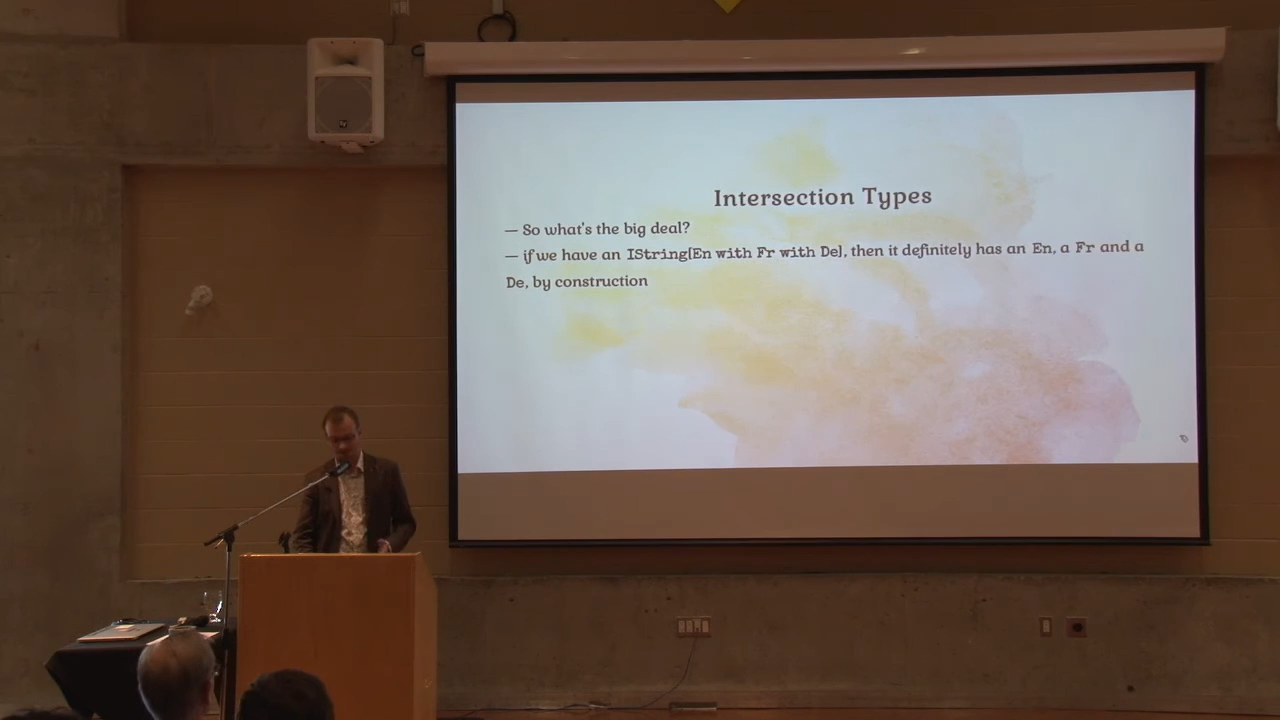 Intersection Types
— So what's the big deal?
— if we have an IString[En with Fr with De], then it definitely has an En, a Fr and a
De, by construction